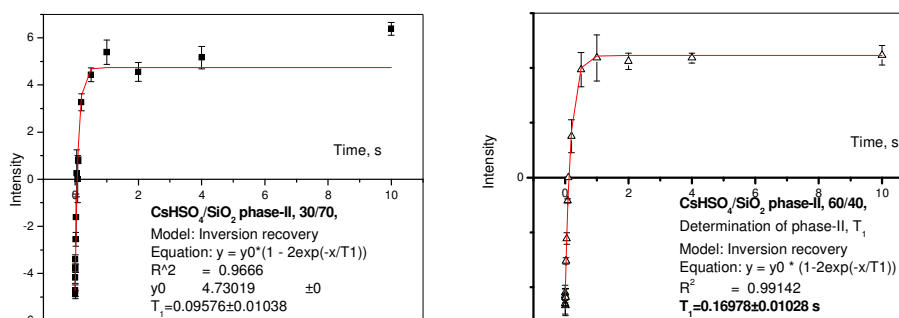 6
4
2
0
-2
-4
-6
Intensity
0
2
4
6
8
10
Time, s
CsHSO4/SiO2 phase-II, 30/70,
Model: Inversion recovery
Equation: y = y0*(1 - 2exp(-x/T1))
R^2 = 0.9666
y0 4.73019 ±0
T1=0.09576±0.01038
0
Intensity
0
2
4
6
8
10
Time, s
CsHSO4/SiO2 phase-II, 60/40,
Determination of phase-II, T1
Model: Inversion recovery
Equation: y = y0 * (1-2exp(-x/T1))
R2 = 0.99142
T1=0.16978±0.01028 s